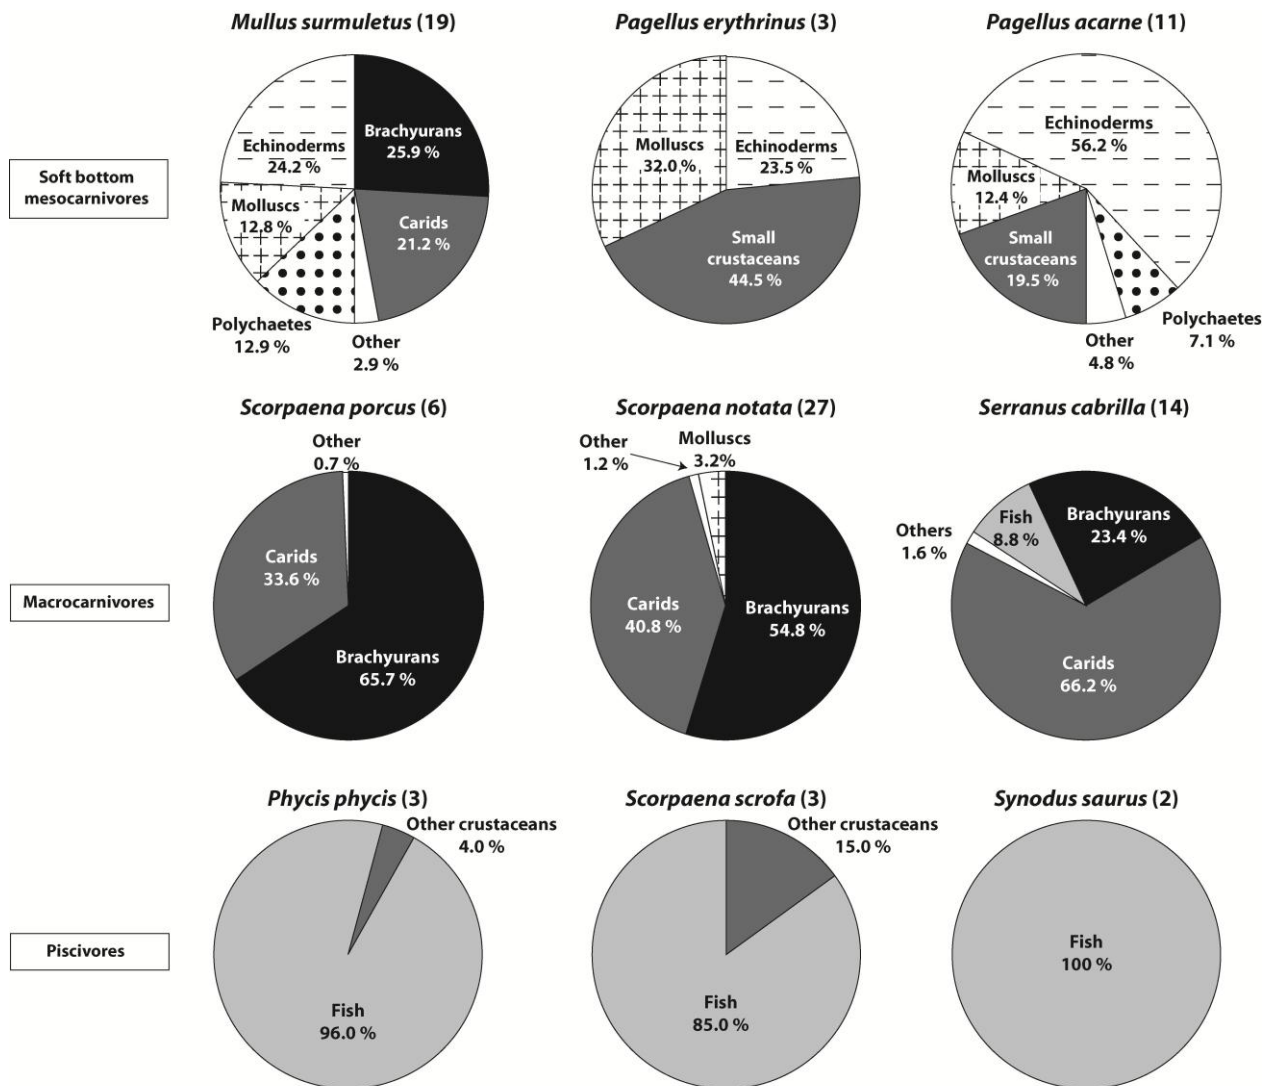 Mullus surmuletus (19)
Pagellus erythrinus (3)
Pagellus acarne (11)
Soft bottom
mesocarnivores
Brachyurans
25.9 %
Carids
21.2 %
Other
2.9 %
Polychaetes
12.9 %
Molluscs
12.8 %
Echinoderms
24.2 %
Echinoderms
23.5 %
Small
crustaceans
44.5 %
Molluscs
32.0 %
Echinoderms
56.2 %
Polychaetes
7.1 %
Other
4.8 %
Small
crustaceans
19.5 %
Molluscs
12.4 %
Scorpaena porcus (6)
Scorpaena notata (27)
Serranus cabrilla (14)
Macrocarnivores
Other
0.7 %
Carids
33.6 %
Brachyurans
65.7 %
Other
1.2 %
Molluscs
3.2%
Carids
40.8 %
Brachyurans
54.8 %
Others
1.6 %
Fish
8.8 %
Brachyurans
23.4 %
Carids
66.2 %
Phycis phycis (3)
Scorpaena scrofa (3)
Synodus saurus (2)
Piscivores
Other crustaceans
4.0 %
Fish
96.0 %
Other crustaceans
15.0 %
Fish
85.0 %
Fish
100 %